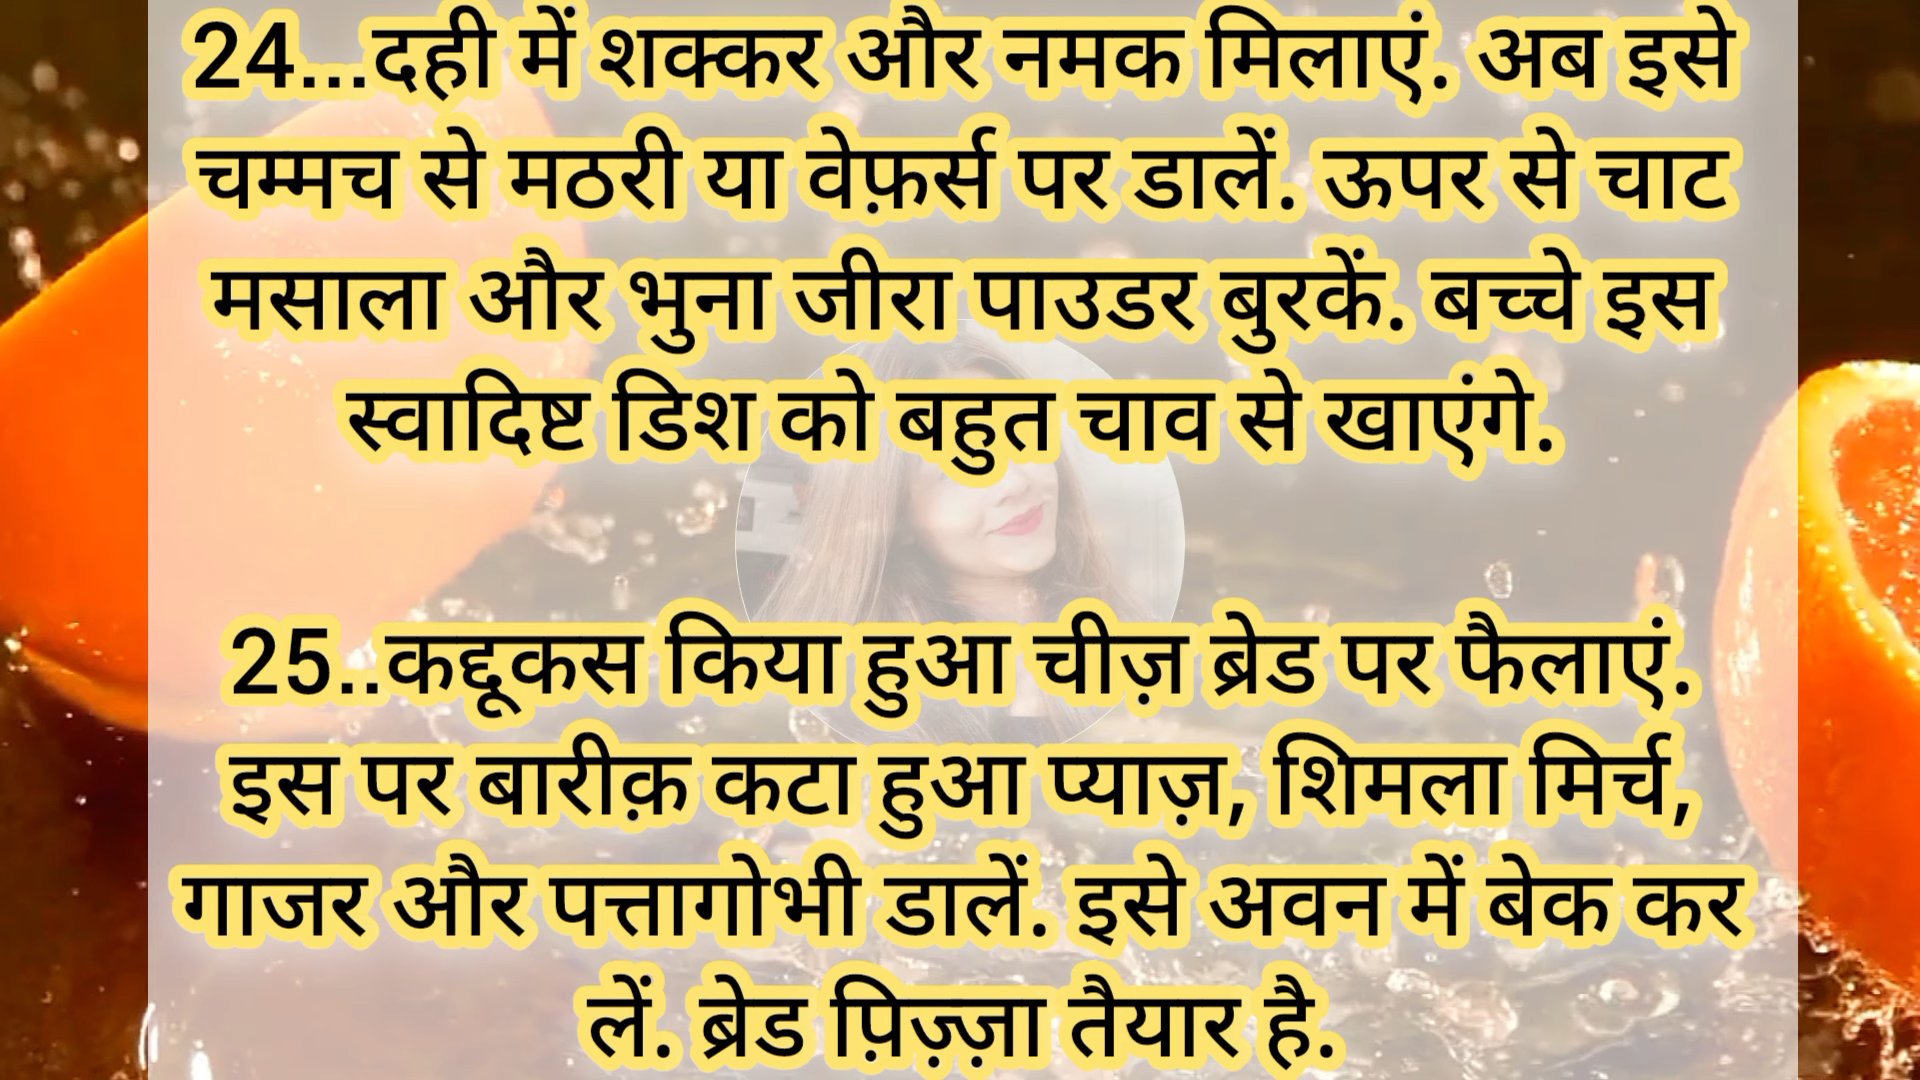 24...दही में शक्कर और नमक मिलाएं. अब इसे
चम्मच से मठरी या वेफ़र्स पर डालें. ऊपर से चाट
मसाला और भुना जीरा पाउडर बुरकें. बच्चे इस
स्वादिष्ट डिश को बहुत चाव से खाएंगे.
25..कद्दूकस किया हुआ चीज़ ब्रेड पर फैलाएं.
इस पर बारीक़ कटा हुआ प्याज़, शिमला मिर्च,
गाजर और पत्तागोभी डालें. इसे अवन में बेक कर
लें. ब्रेड प़िज़्ज़ा तैयार है.